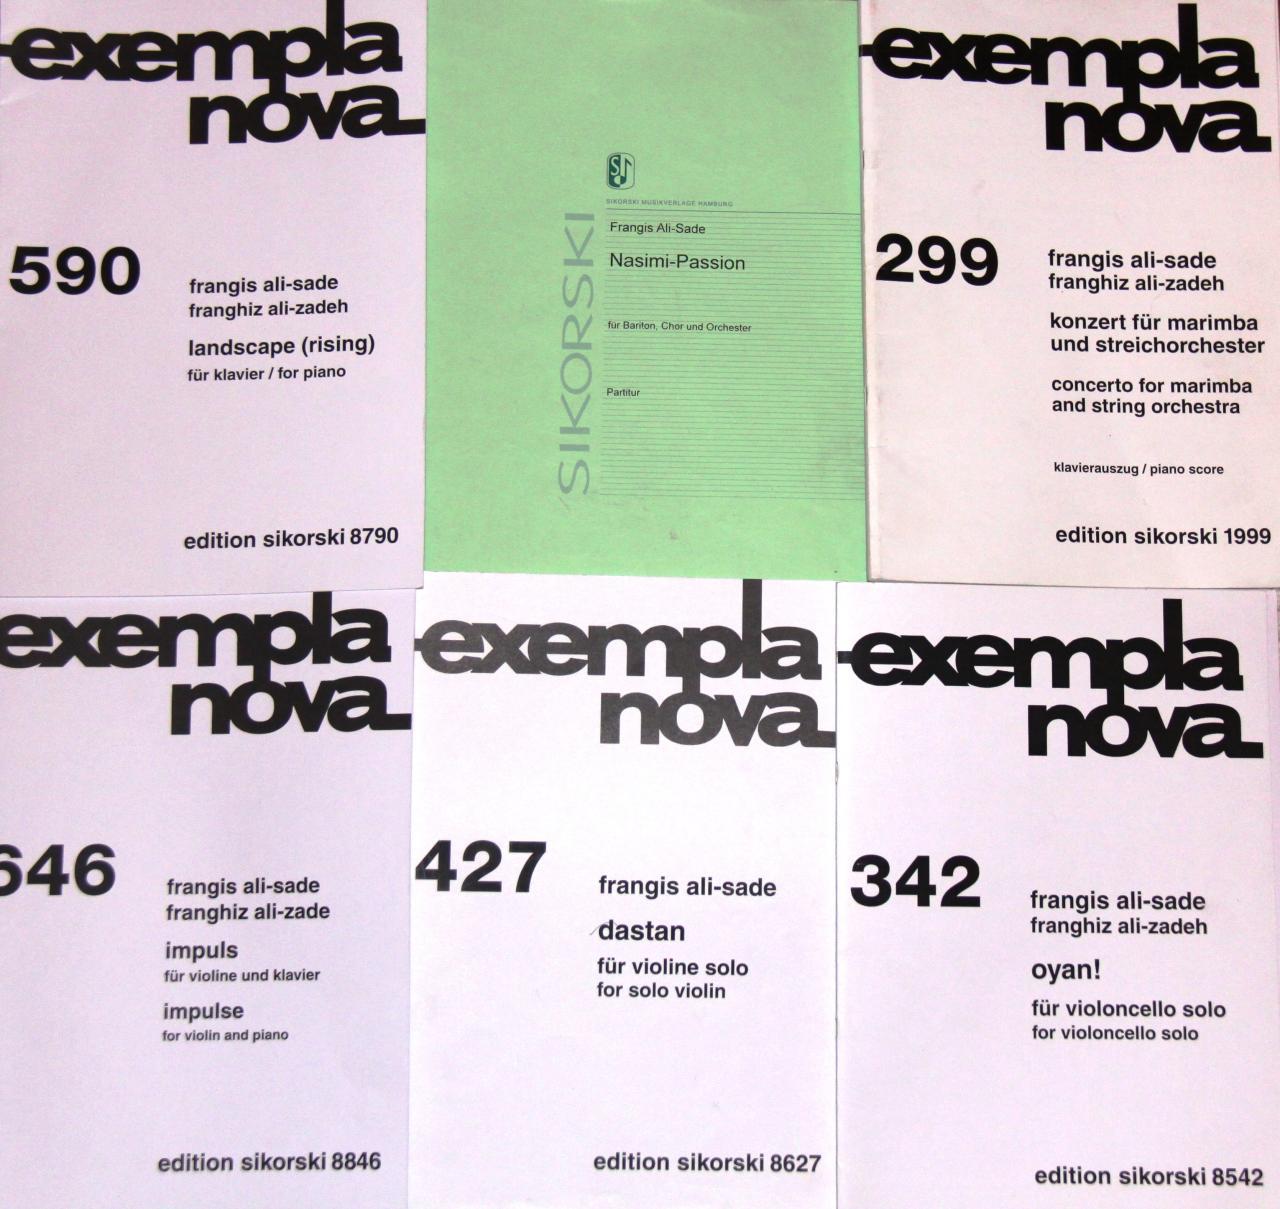 exempla
nova
590
frangis ali-sade
franghiz ali-zadeh
landscape (rising)
für klavier / for piano
edition sikorski 8790
SIKORSKI MUSIKVERLAGE HAMBURG
SIKORSKI
Frangis Ali-Sade
Nasimi-Passion
für Bariton, Chor und Orchester
Partitur
exempla
nova
299
frangis ali-sade
franghiz ali-zadeh
konzert für marimba
und streichorchester
concerto for marimba
and string orchestra
klavierauszug / piano score
edition sikorski 1999
exempla
nova
646
frangis ali-sade
franghiz ali-zade
impuls
für violine und klavier
impulse
for violin and piano
edition sikorski 8846
exempla
nova
427
frangis ali-sade
dastan
für violine solo
for solo violin
edition sikorski 8627
exempla
nova
342
frangis ali-sade
franghiz ali-zadeh
oyan!
für violoncello solo
for violoncello solo
edition sikorski 8542